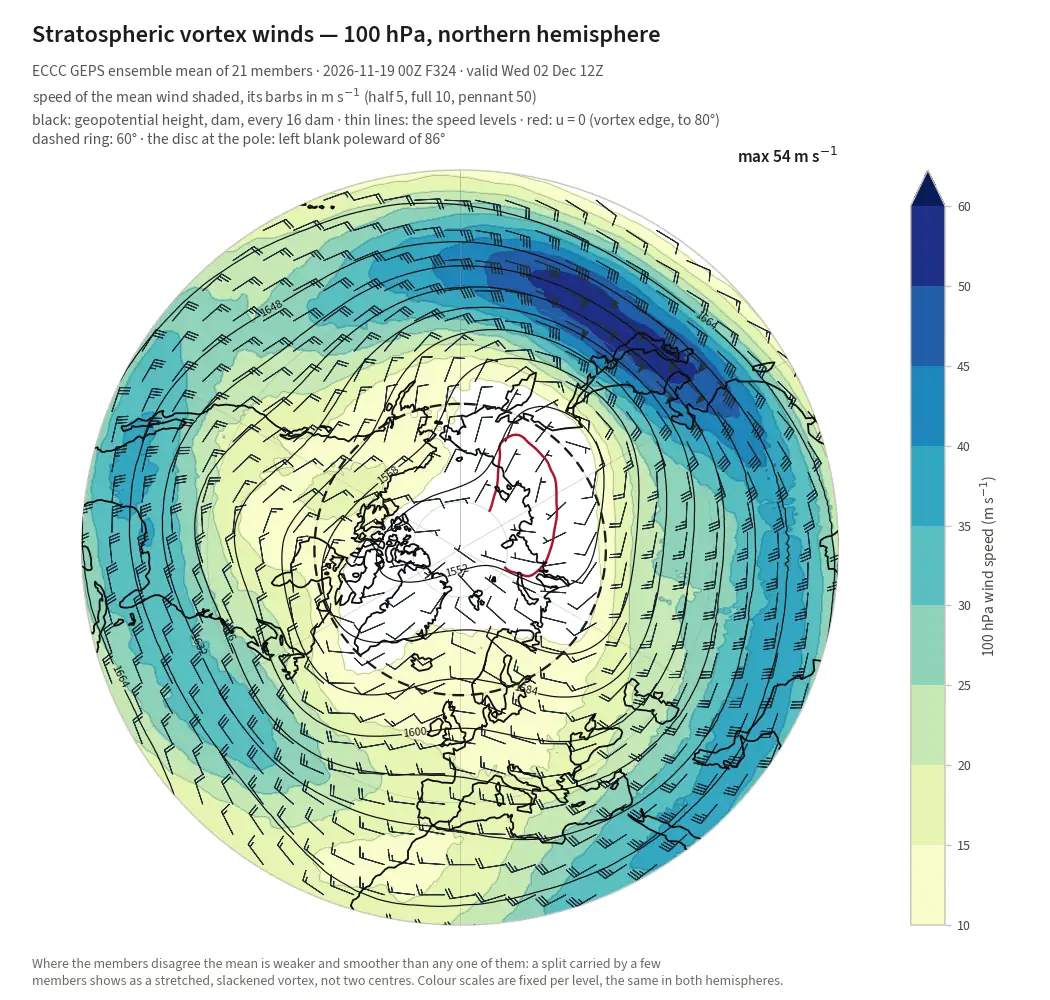 Stratospheric vortex winds — 100 hPa, northern hemisphere
ECCC GEPS ensemble mean of 21 members · 2026-11-19 00Z F324 · valid Wed 02 Dec 12Z
speed of the mean wind shaded, its barbs in m s⁻¹ (half 5, full 10, pennant 50)
black: geopotential height, dam, every 16 dam · thin lines: the speed levels · red: u = 0 (vortex edge, to 80°)
dashed ring: 60° · the disc at the pole: left blank poleward of 86°
max 54 m s⁻¹
1648
1664
1568
1552
1632
1664
1600
60
50
45
40
35
30
25
20
15
10
100 hPa wind speed (m s⁻¹)
Where the members disagree the mean is weaker and smoother than any one of them: a split carried by a few
members shows as a stretched, slackened vortex, not two centres. Colour scales are fixed per level, the same in both hemispheres.